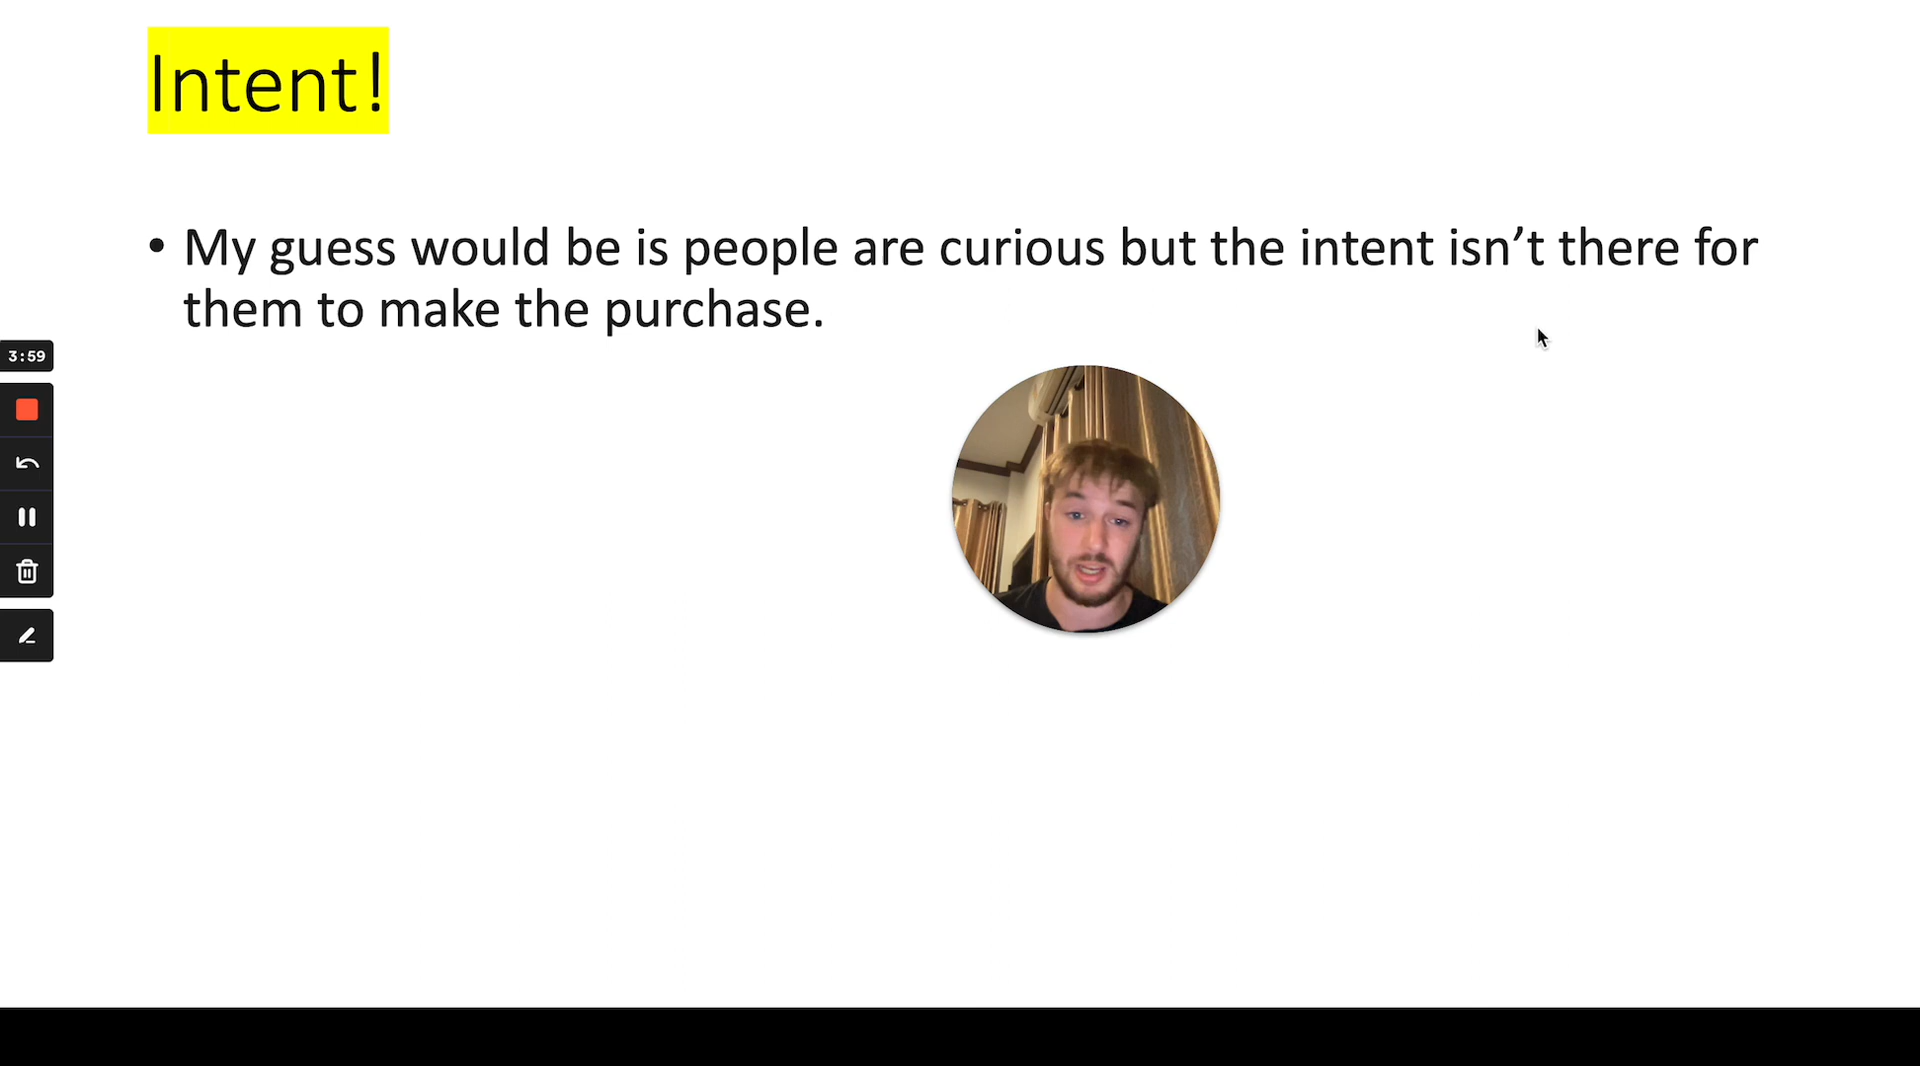 Intent!
• My guess would be is people are curious but the intent isn’t there for
them to make the purchase.
3:59